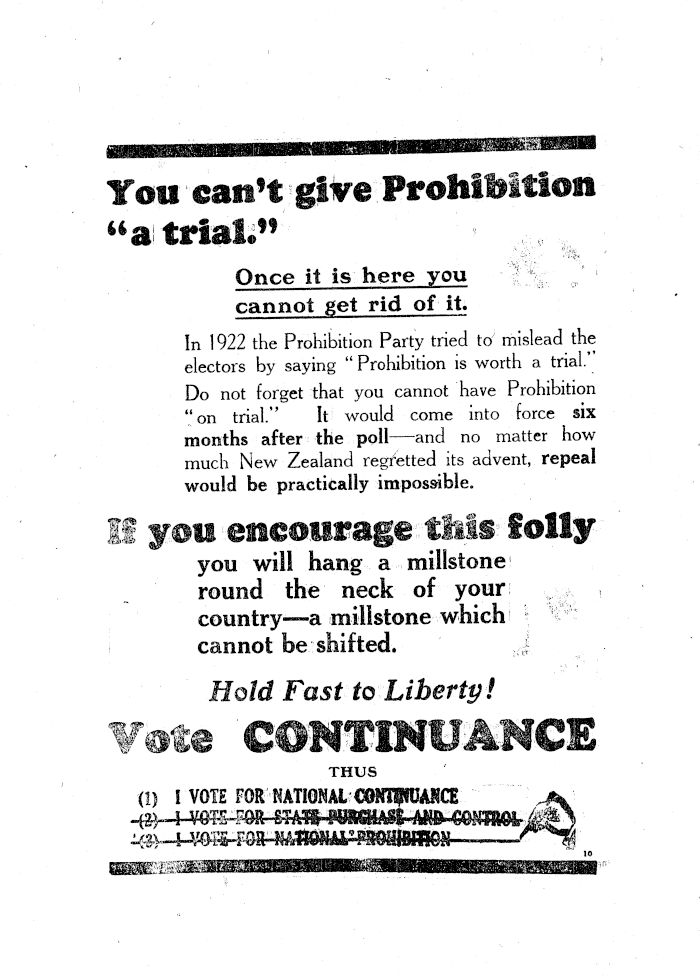 You can't give Prohibition
“a trial.”
Once it is here you
cannot get rid of it.
In 1922 the Prohibition Party tried to mislead the
electors by saying “Prohibition is worth a trial.”
Do not forget that you cannot have Prohibition
“on trial.” It would come into force six
months after the poll—and no matter how
much New Zealand regretted its advent, repeal
would be practically impossible.
If you encourage this folly
you will hang a millstone
round the neck of your
country—a millstone which
cannot be shifted.
Hold Fast to Liberty!
Vote CONTINUANCE
THUS
(1) I VOTE FOR NATIONAL CONTINUANCE
(2) I VOTE FOR STATE PURCHASE AND CONTROL
(3) I VOTE FOR NATIONAL PROHIBITION
10